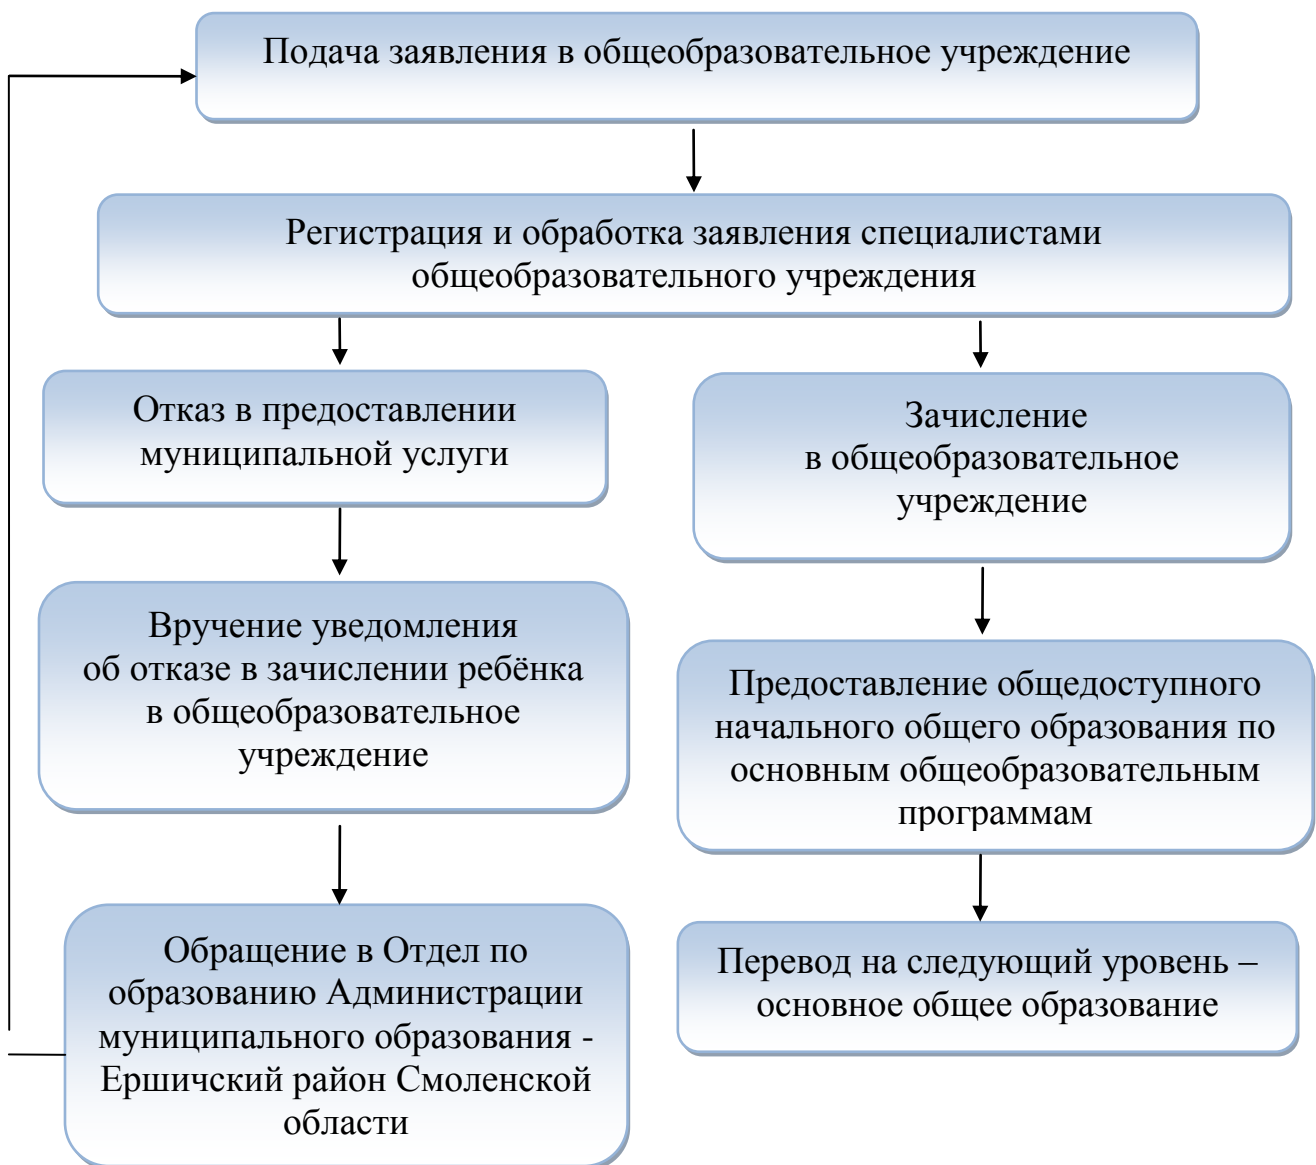 Подача заявления в общеобразовательное учреждение
Регистрация и обработка заявления специалистами
общеобразовательного учреждения
Отказ в предоставлении
муниципальной услуги
Зачисление
в общеобразовательное
учреждение
Вручение уведомления
об отказе в зачислении ребёнка
в общеобразовательное
учреждение
Предоставление общедоступного
начального общего образования по
основным общеобразовательным
программам
Обращение в Отдел по
образованию Администрации
муниципального образования -
Ершичский район Смоленской
области
Перевод на следующий уровень –
основное общее образование